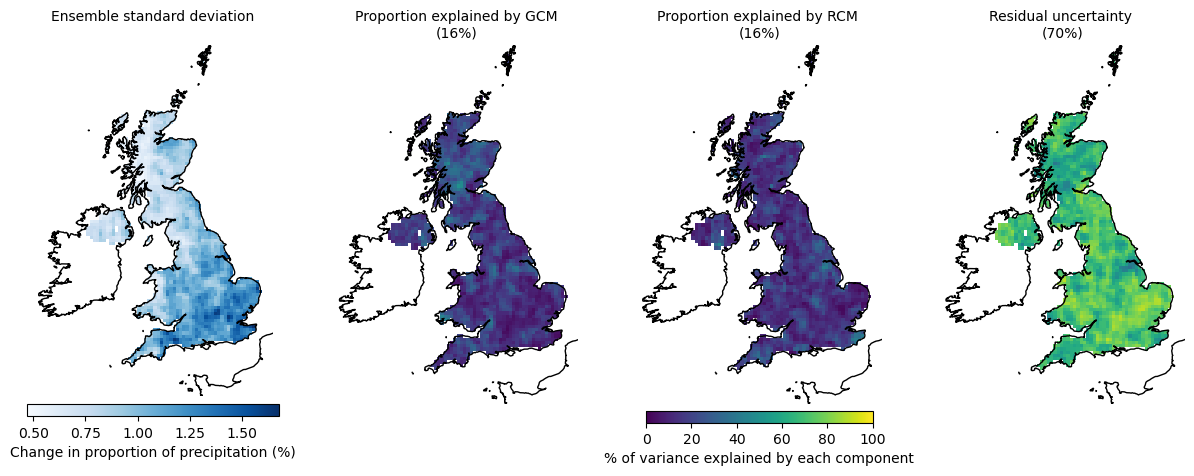 Ensemble standard deviation
Proportion explained by GCM
(16%)
Proportion explained by RCM
(16%)
Residual uncertainty
(70%)
0.50 0.75 1.00 1.25 1.50
Change in proportion of precipitation (%)
0 20 40 60 80 100
% of variance explained by each component